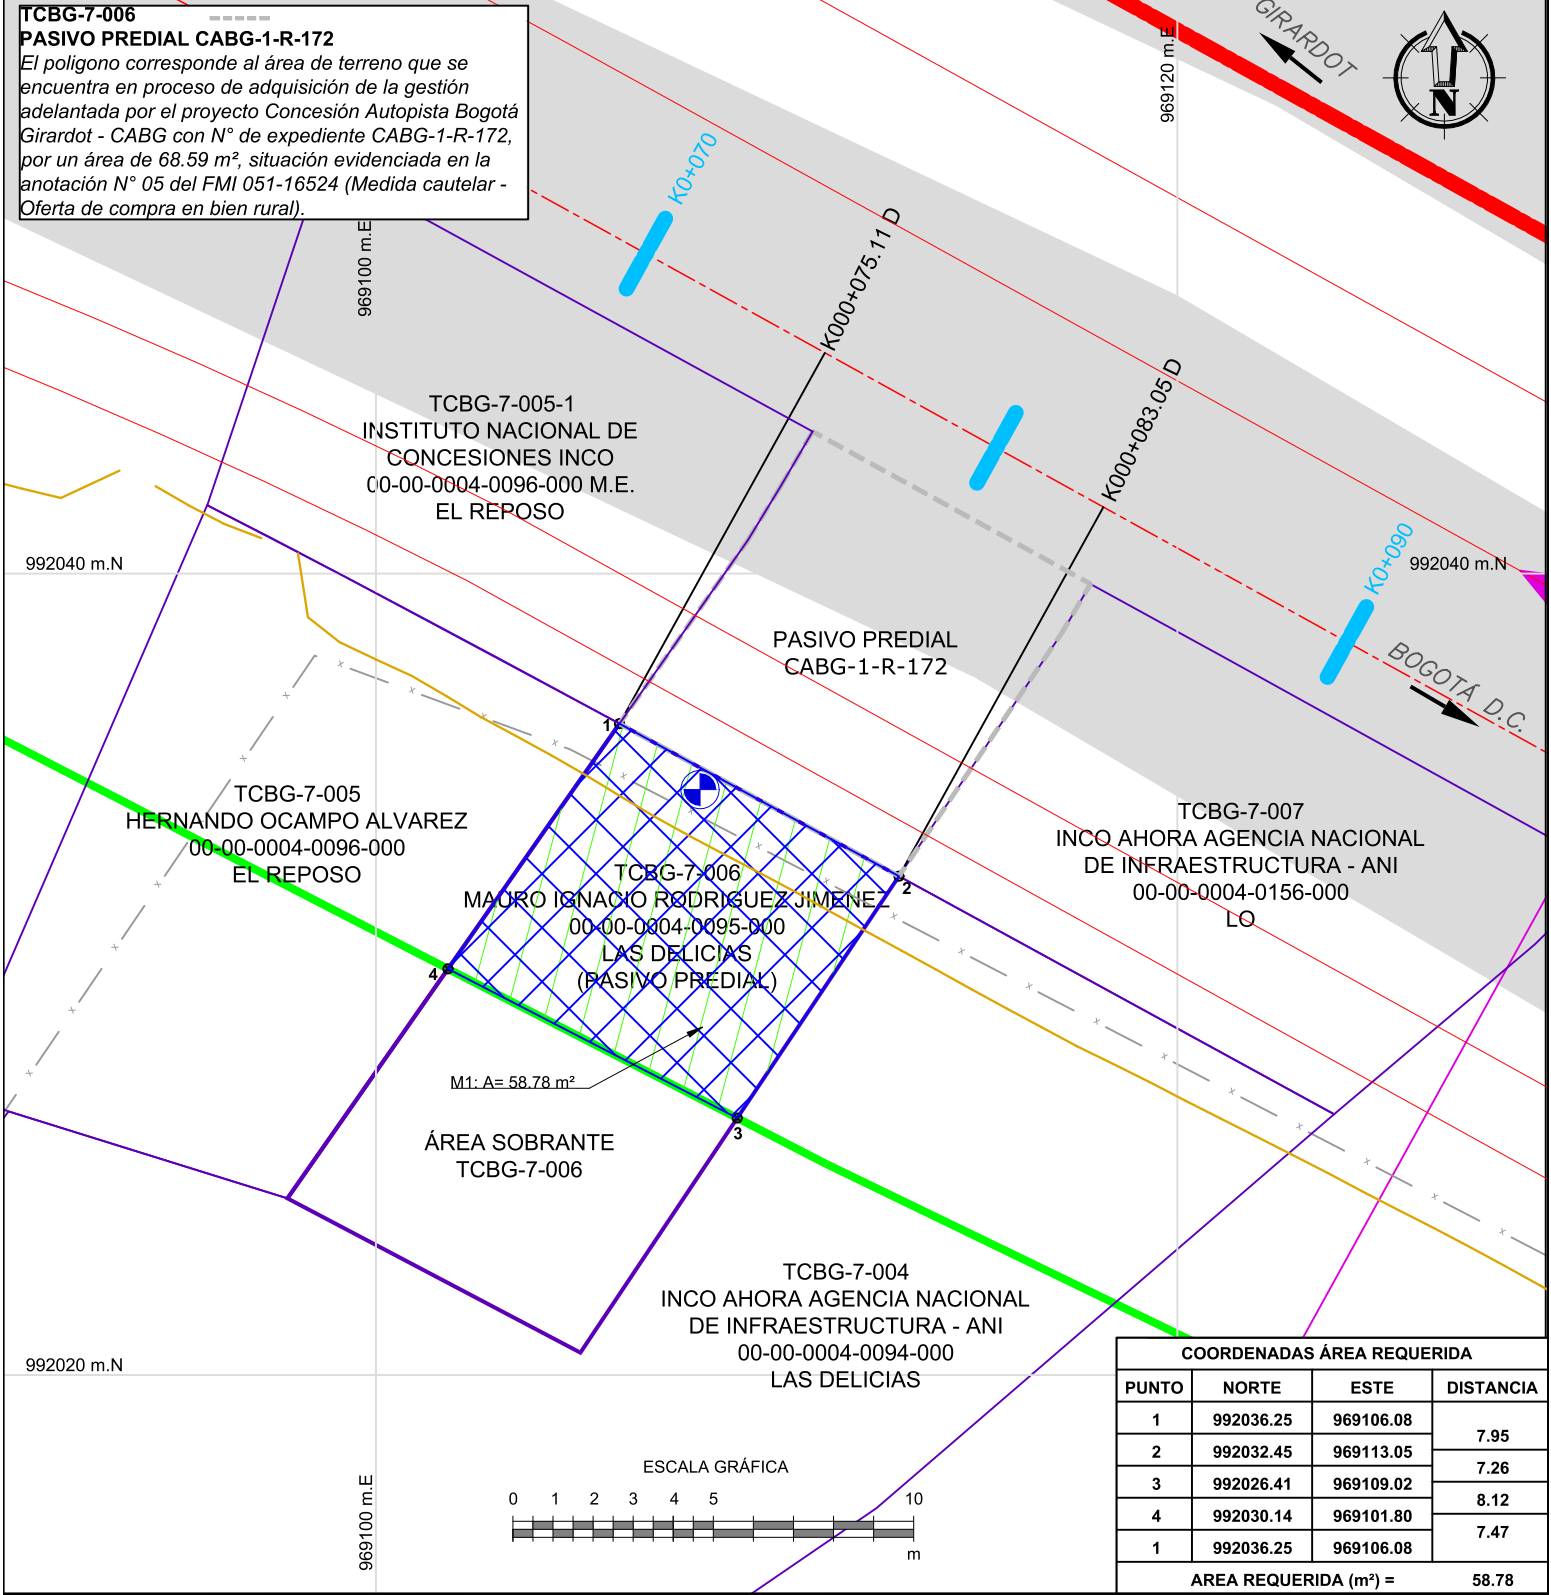 TCBG-7-006
PASIVO PREDIAL CABG-1-R-172
El poligono corresponde al área de terreno que se
encuentra en proceso de adquisición de la gestión
adelantada por el proyecto Concesión Autopista Bogotá
Girardot - CABG con N° de expediente CABG-1-R-172,
por un área de 68.59 m², situación evidenciada en la
anotación N° 05 del FMI 051-16524 (Medida cautelar -
Oferta de compra en bien rural).
GIRARDOT
N
969120 m.E
K0+070
969100 m.E
K000+075.11 D
K000+083.05 D
TCBG-7-005-1
INSTITUTO NACIONAL DE
CONCESIONES INCO
00-00-0004-0096-000 M.E.
EL REPOSO
992040 m.N
K0+090
992040 m.N
PASIVO PREDIAL
CABG-1-R-172
BOGOTÁ D.C.
1
TCBG-7-005
HERNANDO OCAMPO ALVAREZ
00-00-0004-0096-000
EL REPOSO
TCBG-7-007
INCO AHORA AGENCIA NACIONAL
DE INFRAESTRUCTURA - ANI
00-00-0004-0156-000
LO
TCBG-7-006
MAURO IGNACIO RODRIGUEZ JIMENEZ
00-00-0004-0095-000
LAS DELICIAS
(PASIVO PREDIAL)
2
4
M1: A= 58.78 m²
3
ÁREA SOBRANTE
TCBG-7-006
TCBG-7-004
INCO AHORA AGENCIA NACIONAL
DE INFRAESTRUCTURA - ANI
00-00-0004-0094-000
LAS DELICIAS
992020 m.N
969100 m.E
ESCALA GRÁFICA
0 1 2 3 4 5 10
m
COORDENADAS ÁREA REQUERIDA
PUNTO NORTE ESTE DISTANCIA
1 992036.25 969106.08
7.95
2 992032.45 969113.05
7.26
3 992026.41 969109.02
8.12
4 992030.14 969101.80
7.47
1 992036.25 969106.08
AREA REQUERIDA (m²) = 58.78